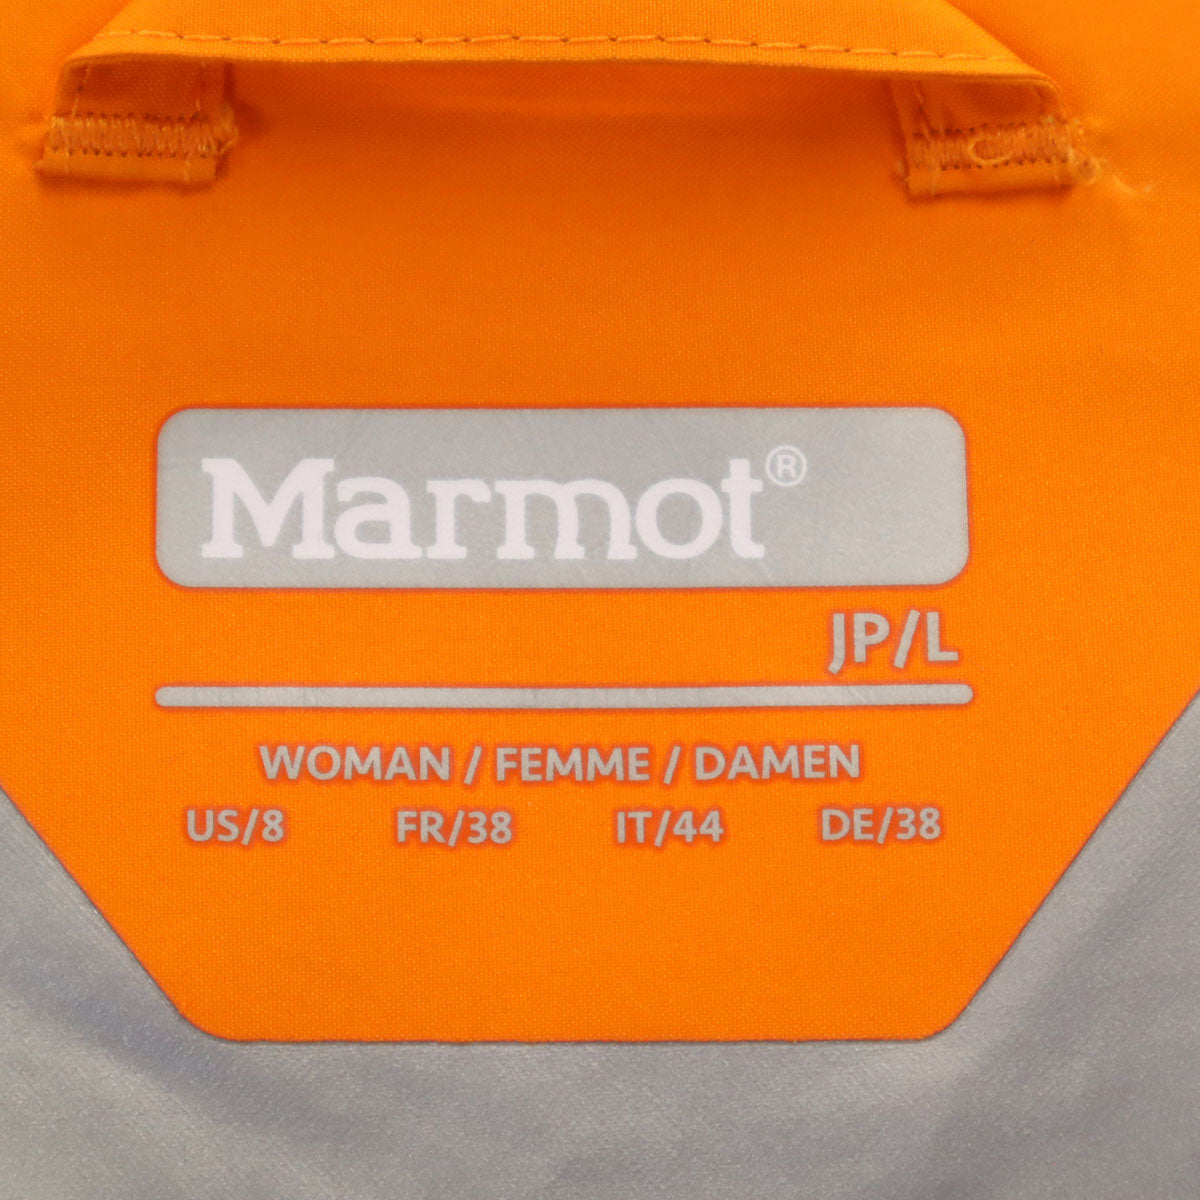 Marmot®
JP/L
WOMAN / FEMME / DAMEN
US/8 FR/38 IT/44 DE/38